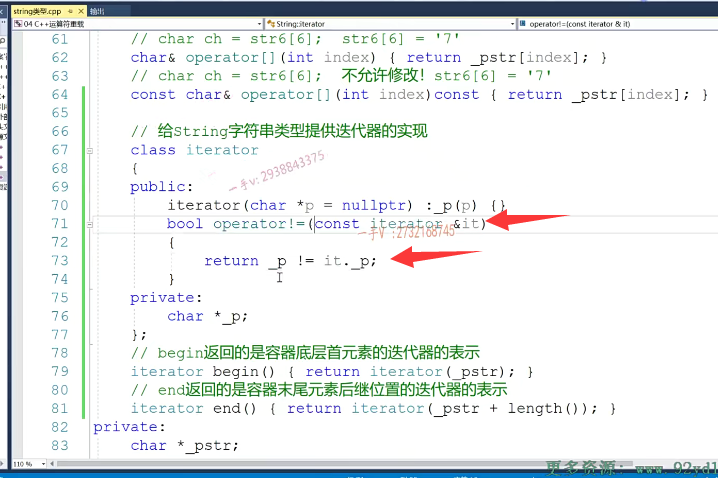 string类型.cpp
输出
04 C++运算符重载
String::iterator
operator!=(const iterator & it)
61 // char ch = str6[6]; str6[6] = '7'
62 char& operator[](int index) { return _pstr[index]; }
63 // char ch = str6[6]; 不允许修改! str6[6] = '7'
64 const char& operator[](int index)const { return _pstr[index]; }
65
66 // 给String字符串类型提供迭代器的实现
67 class iterator
68 {
69 public:
70 iterator(char *p = nullptr) :_p(p) {}
71 bool operator!=(const iterator &it)
72 {
73 return _p != it._p;
74 }
75 private:
76 char *_p;
77 };
78 // begin返回的是容器底层首元素的迭代器的表示
79 iterator begin() { return iterator(_pstr); }
80 // end返回的是容器末尾元素后继位置的迭代器的表示
81 iterator end() { return iterator(_pstr + length()); }
82 private:
83 char *_pstr;
一手v: 2938843375
一手V :2732188745
110 %
更多资源: www.92vdl